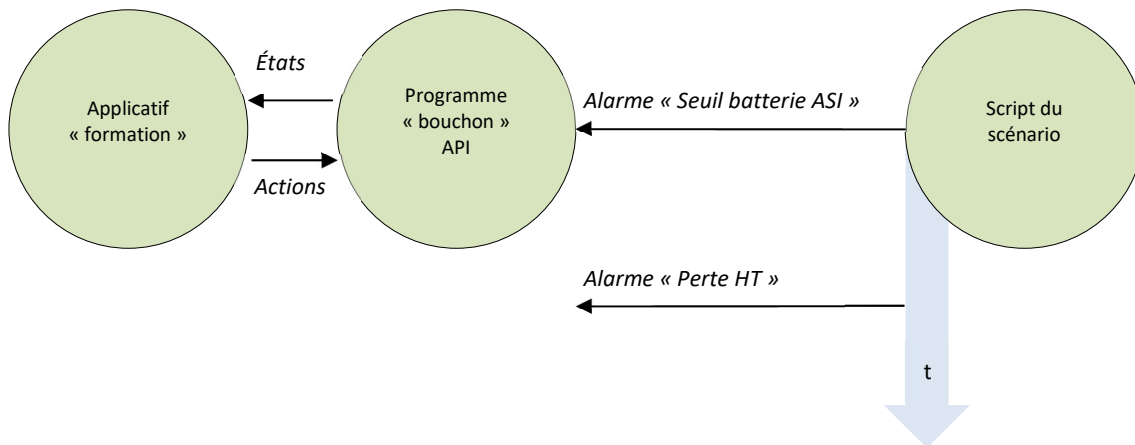 États
Applicatif
« formation »
Actions
Programme
« bouchon »
API
Alarme « Seuil batterie ASI »
Script du
scénario
Alarme « Perte HT »
t